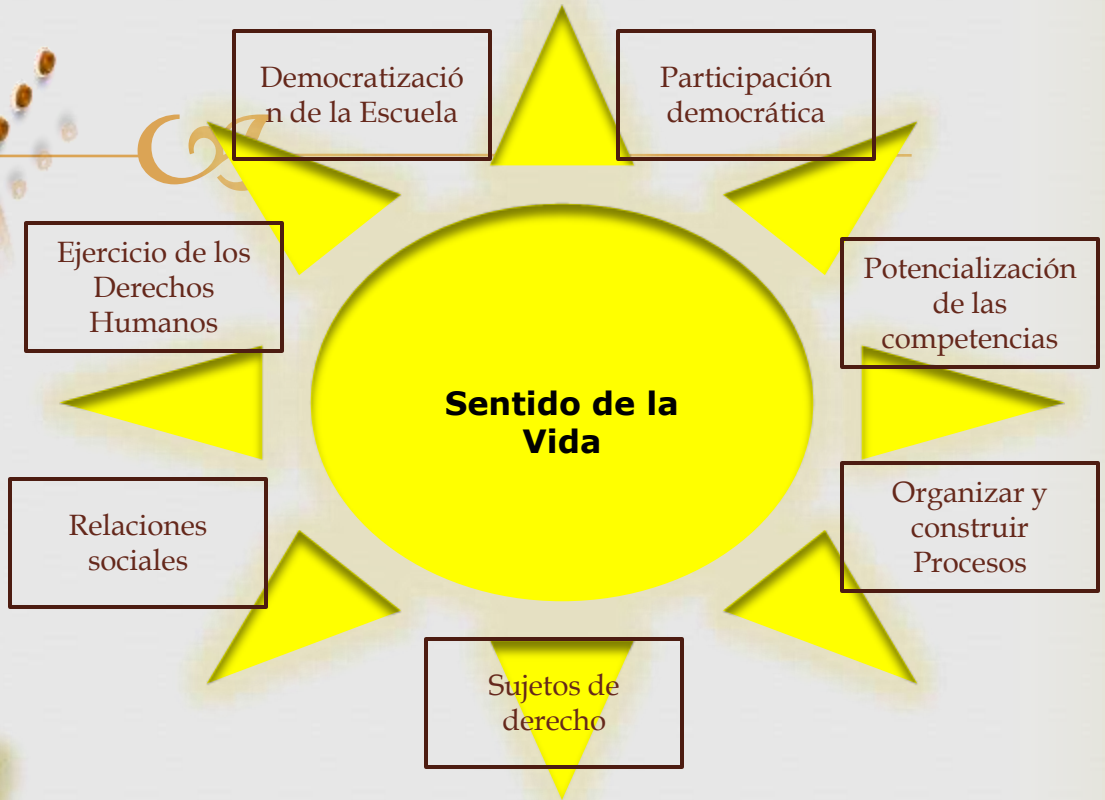 Democratizació
n de la Escuela
Participación
democrática
Ejercicio de los
Derechos
Humanos
Potencialización
de las
competencias
Sentido de la
Vida
Relaciones
sociales
Organizar y
construir
Procesos
Sujetos de
derecho